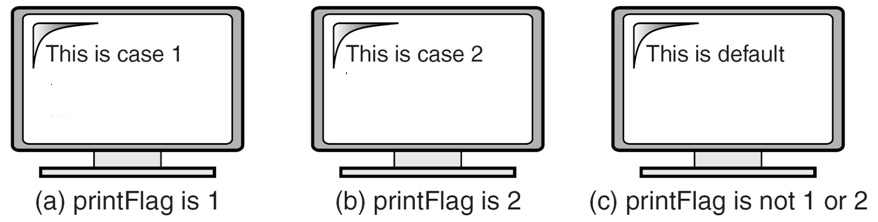 This is case 1
This is case 2
This is default
(a) printFlag is 1
(b) printFlag is 2
(c) printFlag is not 1 or 2